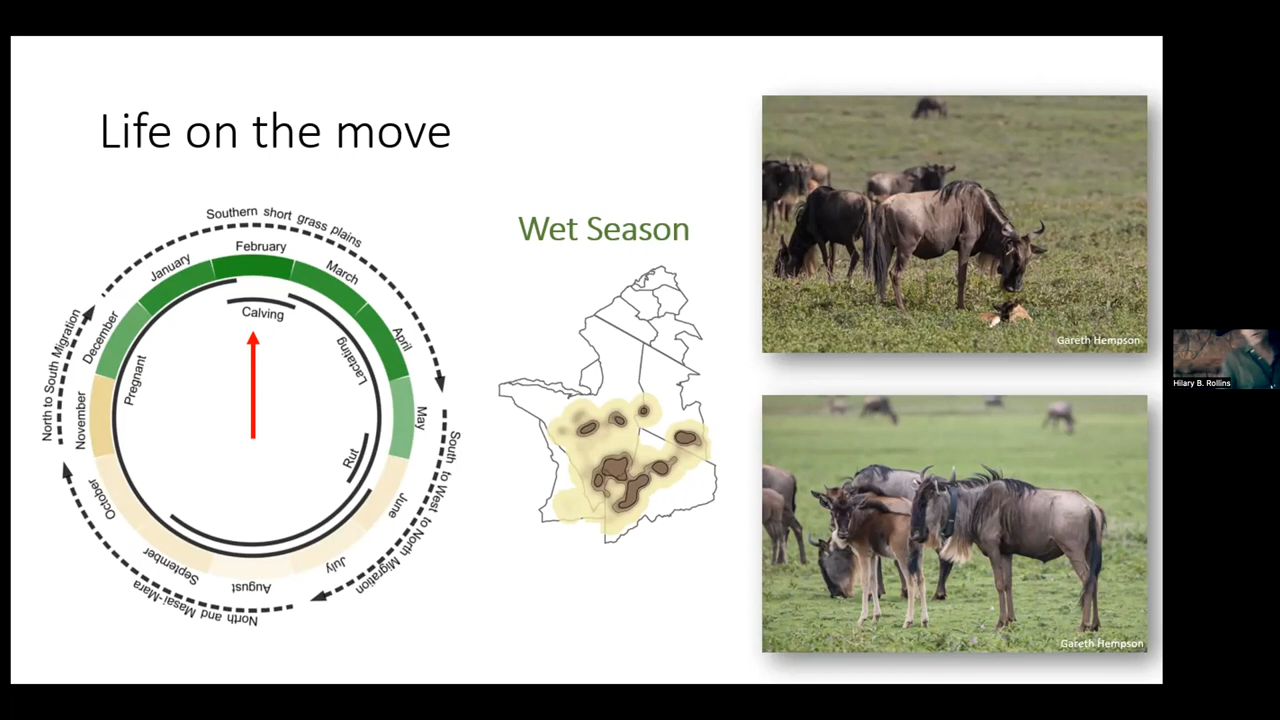 Life on the move
Southern short grass plains
February
January
March
Calving
December
April
Lactating
Pregnant
North to South Migration
November
May
Rut
South to West to North Migration
October
June
September
July
August
North and Masai-Mara
Wet Season
Gareth Hempson
Gareth Hempson
Hilary B. Rollins